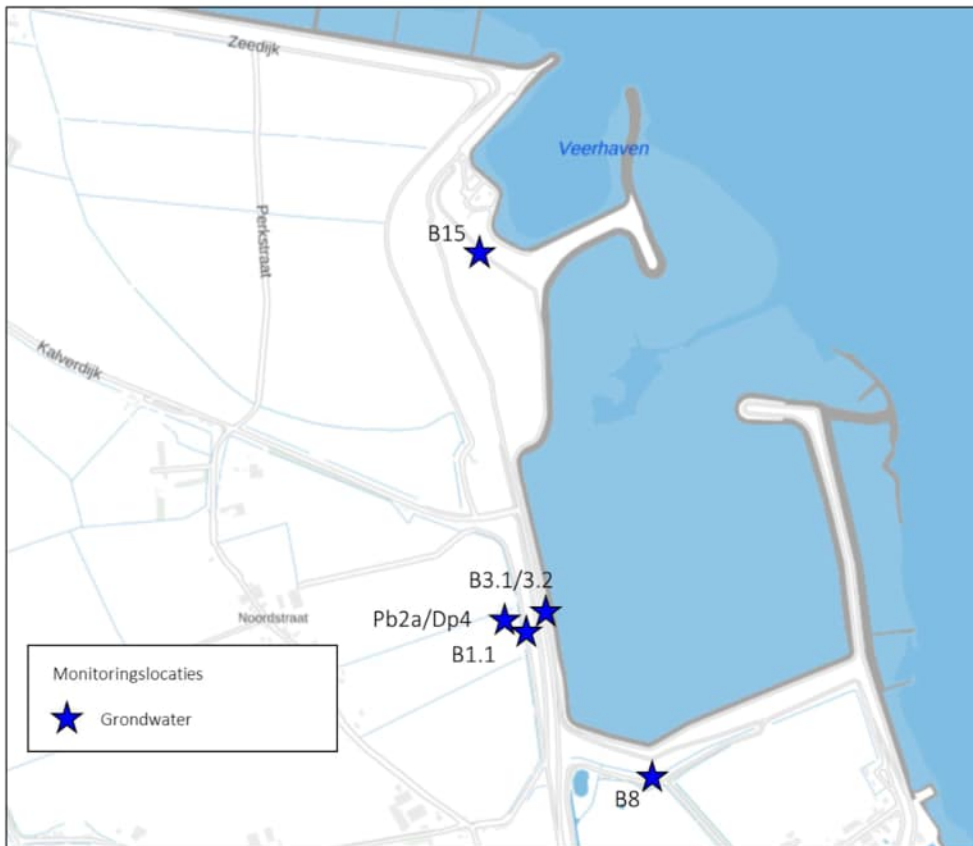 Zeedijk
Veerhaven
Perkstraat
B15
Kalverdijk
B3.1/3.2
Pb2a/Dp4
Noordstraat
B1.1
Monitoringslocaties
Grondwater
B8